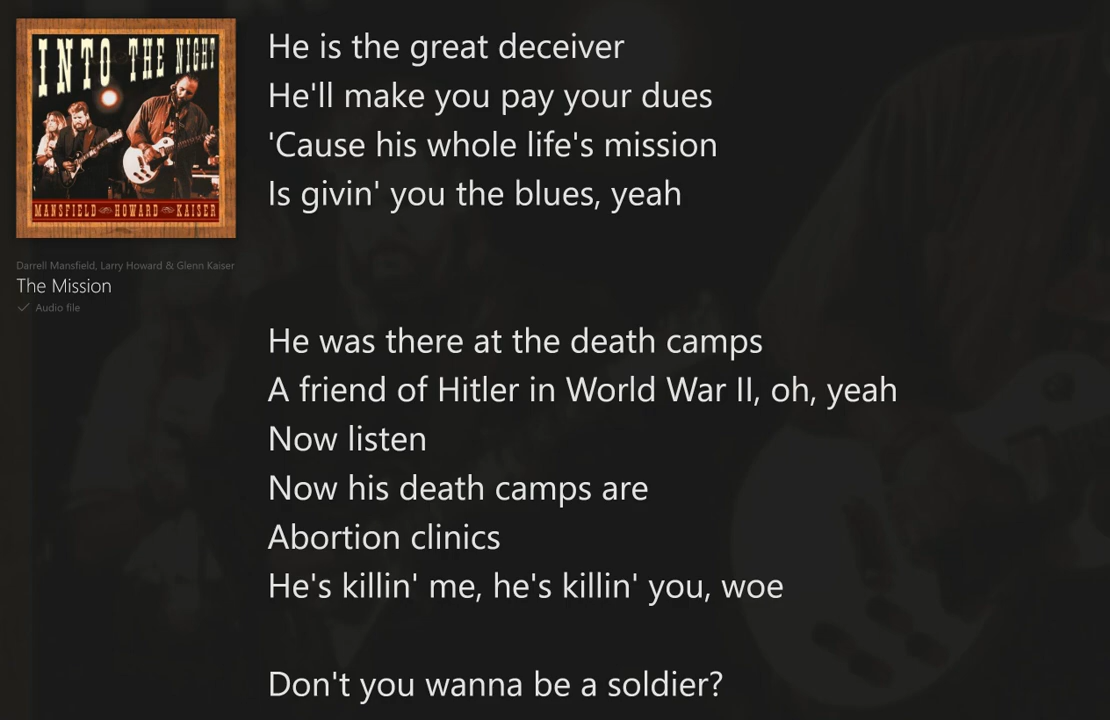 INTO THE NIGHT
MANSFIELD HOWARD KAISER
Darrell Mansfield, Larry Howard & Glenn Kaiser
The Mission
Audio file
He is the great deceiver
He'll make you pay your dues
'Cause his whole life's mission
Is givin' you the blues, yeah
He was there at the death camps
A friend of Hitler in World War II, oh, yeah
Now listen
Now his death camps are
Abortion clinics
He's killin' me, he's killin' you, woe
Don't you wanna be a soldier?